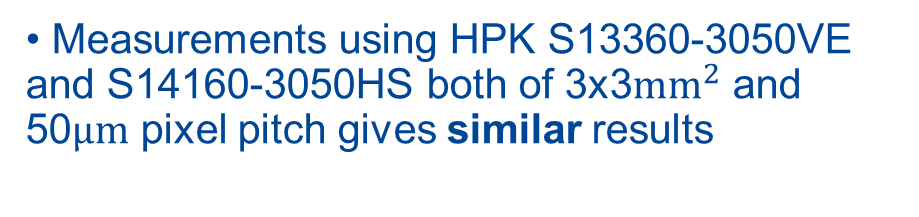 • Measurements using HPK S13360-3050VE
and S14160-3050HS both of 3x3mm² and
50μm pixel pitch gives similar results